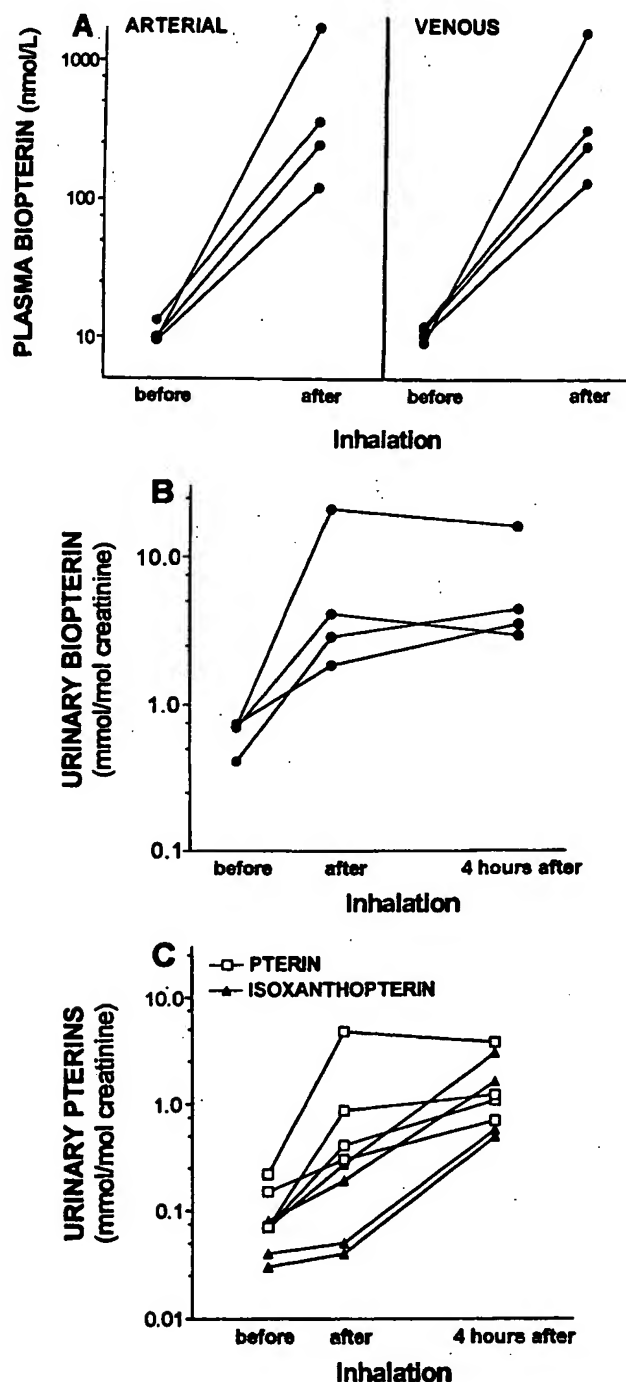 A ARTERIAL VENOUS
PLASMA BIOPTERIN (nmol/L)
1000
100
10
before after before after
Inhalation
B
URINARY BIOPTERIN
(mmol/mol creatinine)
10.0
1.0
0.1
before after 4 hours after
Inhalation
C
PTERIN
ISOXANTHOPTERIN
URINARY PTERINS
(mmol/mol creatinine)
10.0
1.0
0.1
0.01
before after 4 hours after
Inhalation